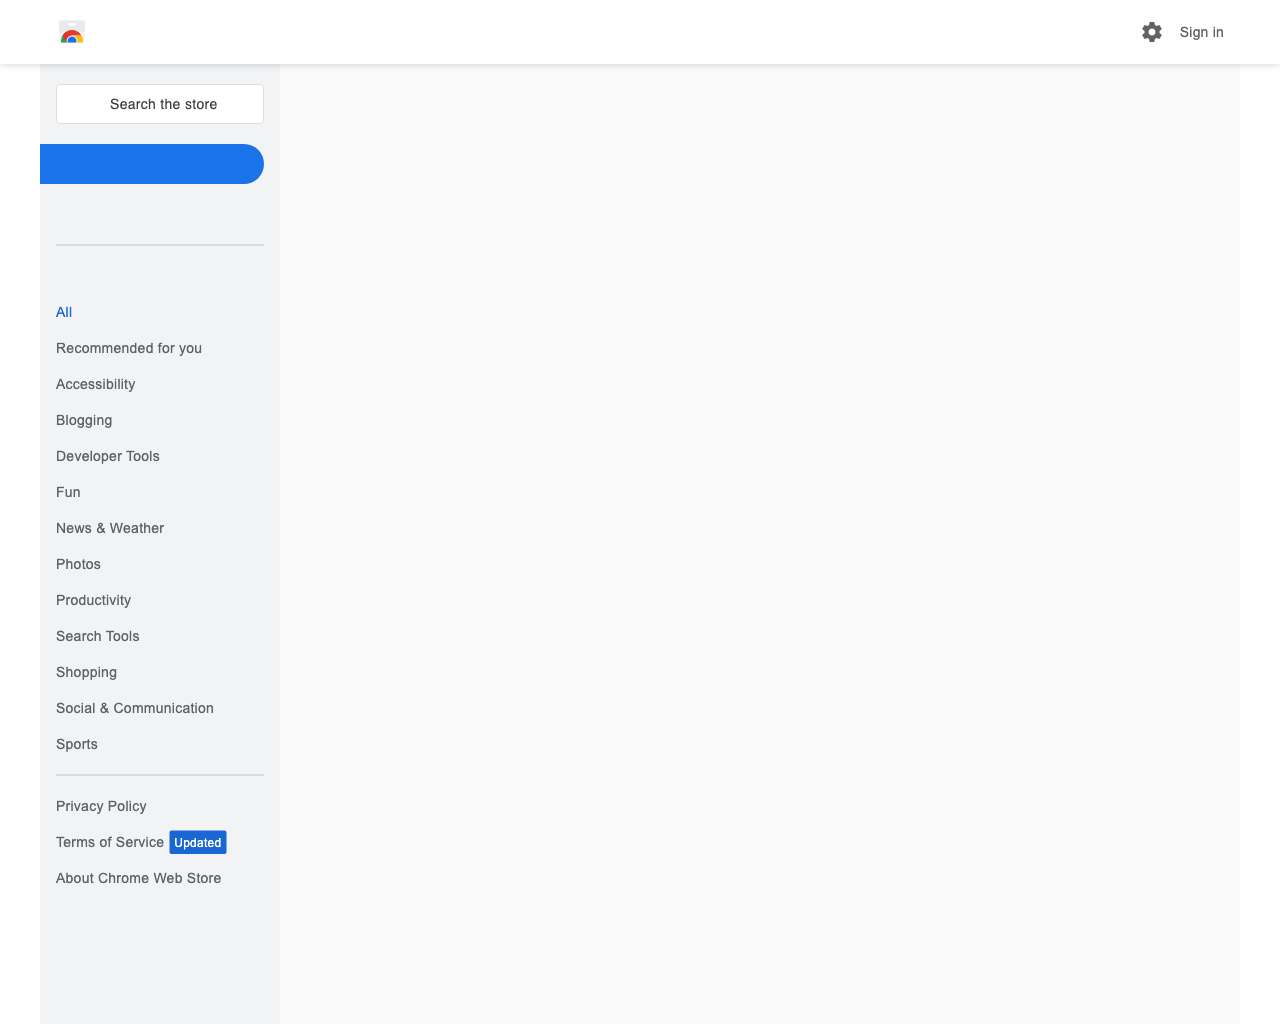 Sign in
Search the store
All
Recommended for you
Accessibility
Blogging
Developer Tools
Fun
News & Weather
Photos
Productivity
Search Tools
Shopping
Social & Communication
Sports
Privacy Policy
Terms of Service Updated
About Chrome Web Store